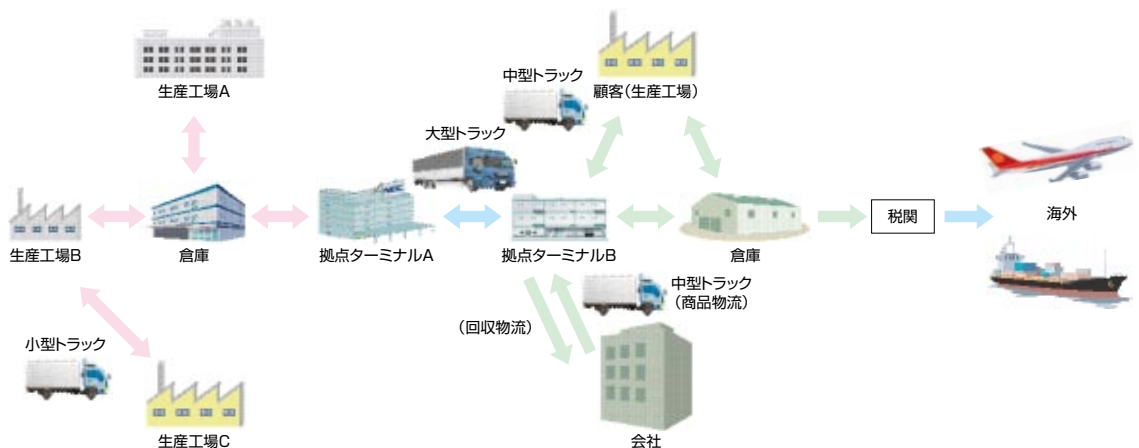 中型トラック
生産工場A
顧客(生産工場)
大型トラック
税関
海外
生産工場B
倉庫
拠点ターミナルA
拠点ターミナルB
倉庫
中型トラック
(商品物流)
(回収物流)
小型トラック
生産工場C
会社